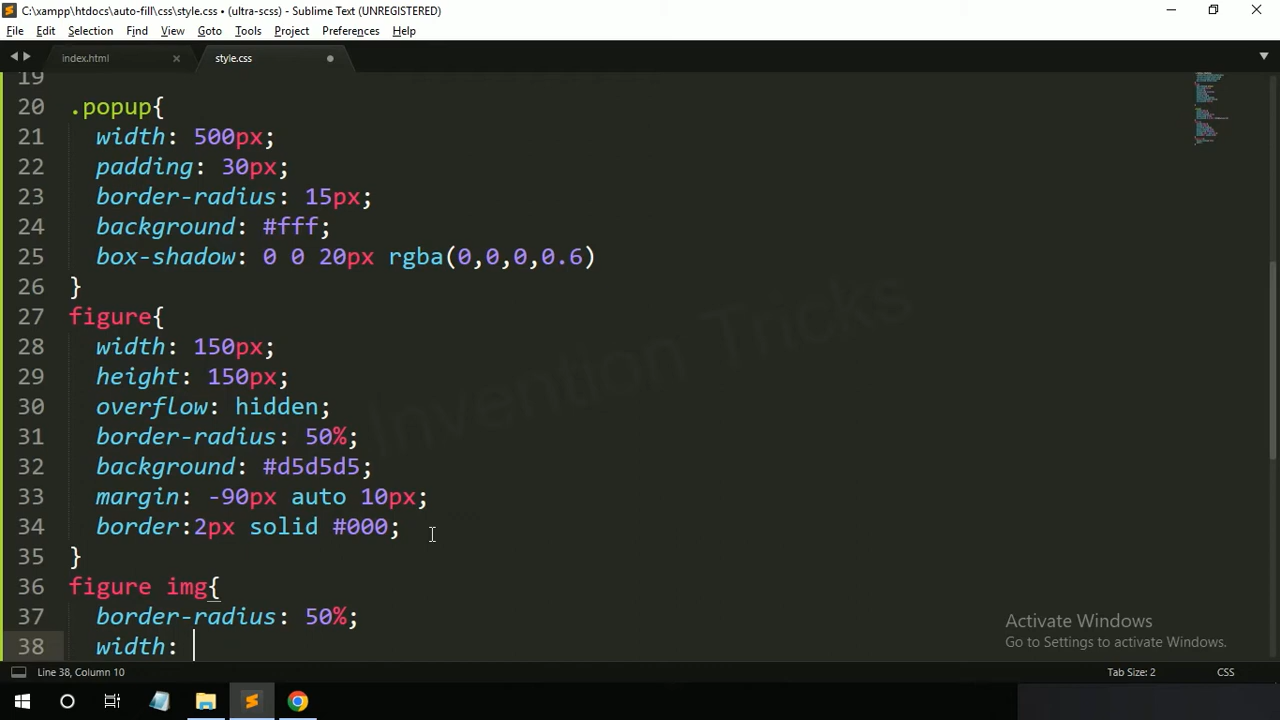 C:\xampp\htdocs\auto-fill\css\style.css • (ultra-scss) - Sublime Text (UNREGISTERED)
File Edit Selection Find View Goto Tools Project Preferences Help
index.html × style.css
19
20 .popup{
21 width: 500px;
22 padding: 30px;
23 border-radius: 15px;
24 background: #fff;
25 box-shadow: 0 0 20px rgba(0,0,0,0.6)
26 }
27 figure{
28 width: 150px;
29 height: 150px;
30 overflow: hidden;
31 border-radius: 50%;
32 background: #d5d5d5;
33 margin: -90px auto 10px;
34 border:2px solid #000;
35 }
36 figure img{
37 border-radius: 50%;
38 width:
Invention Tricks
Activate Windows
Go to Settings to activate Windows.
Line 38, Column 10 Tab Size: 2 CSS